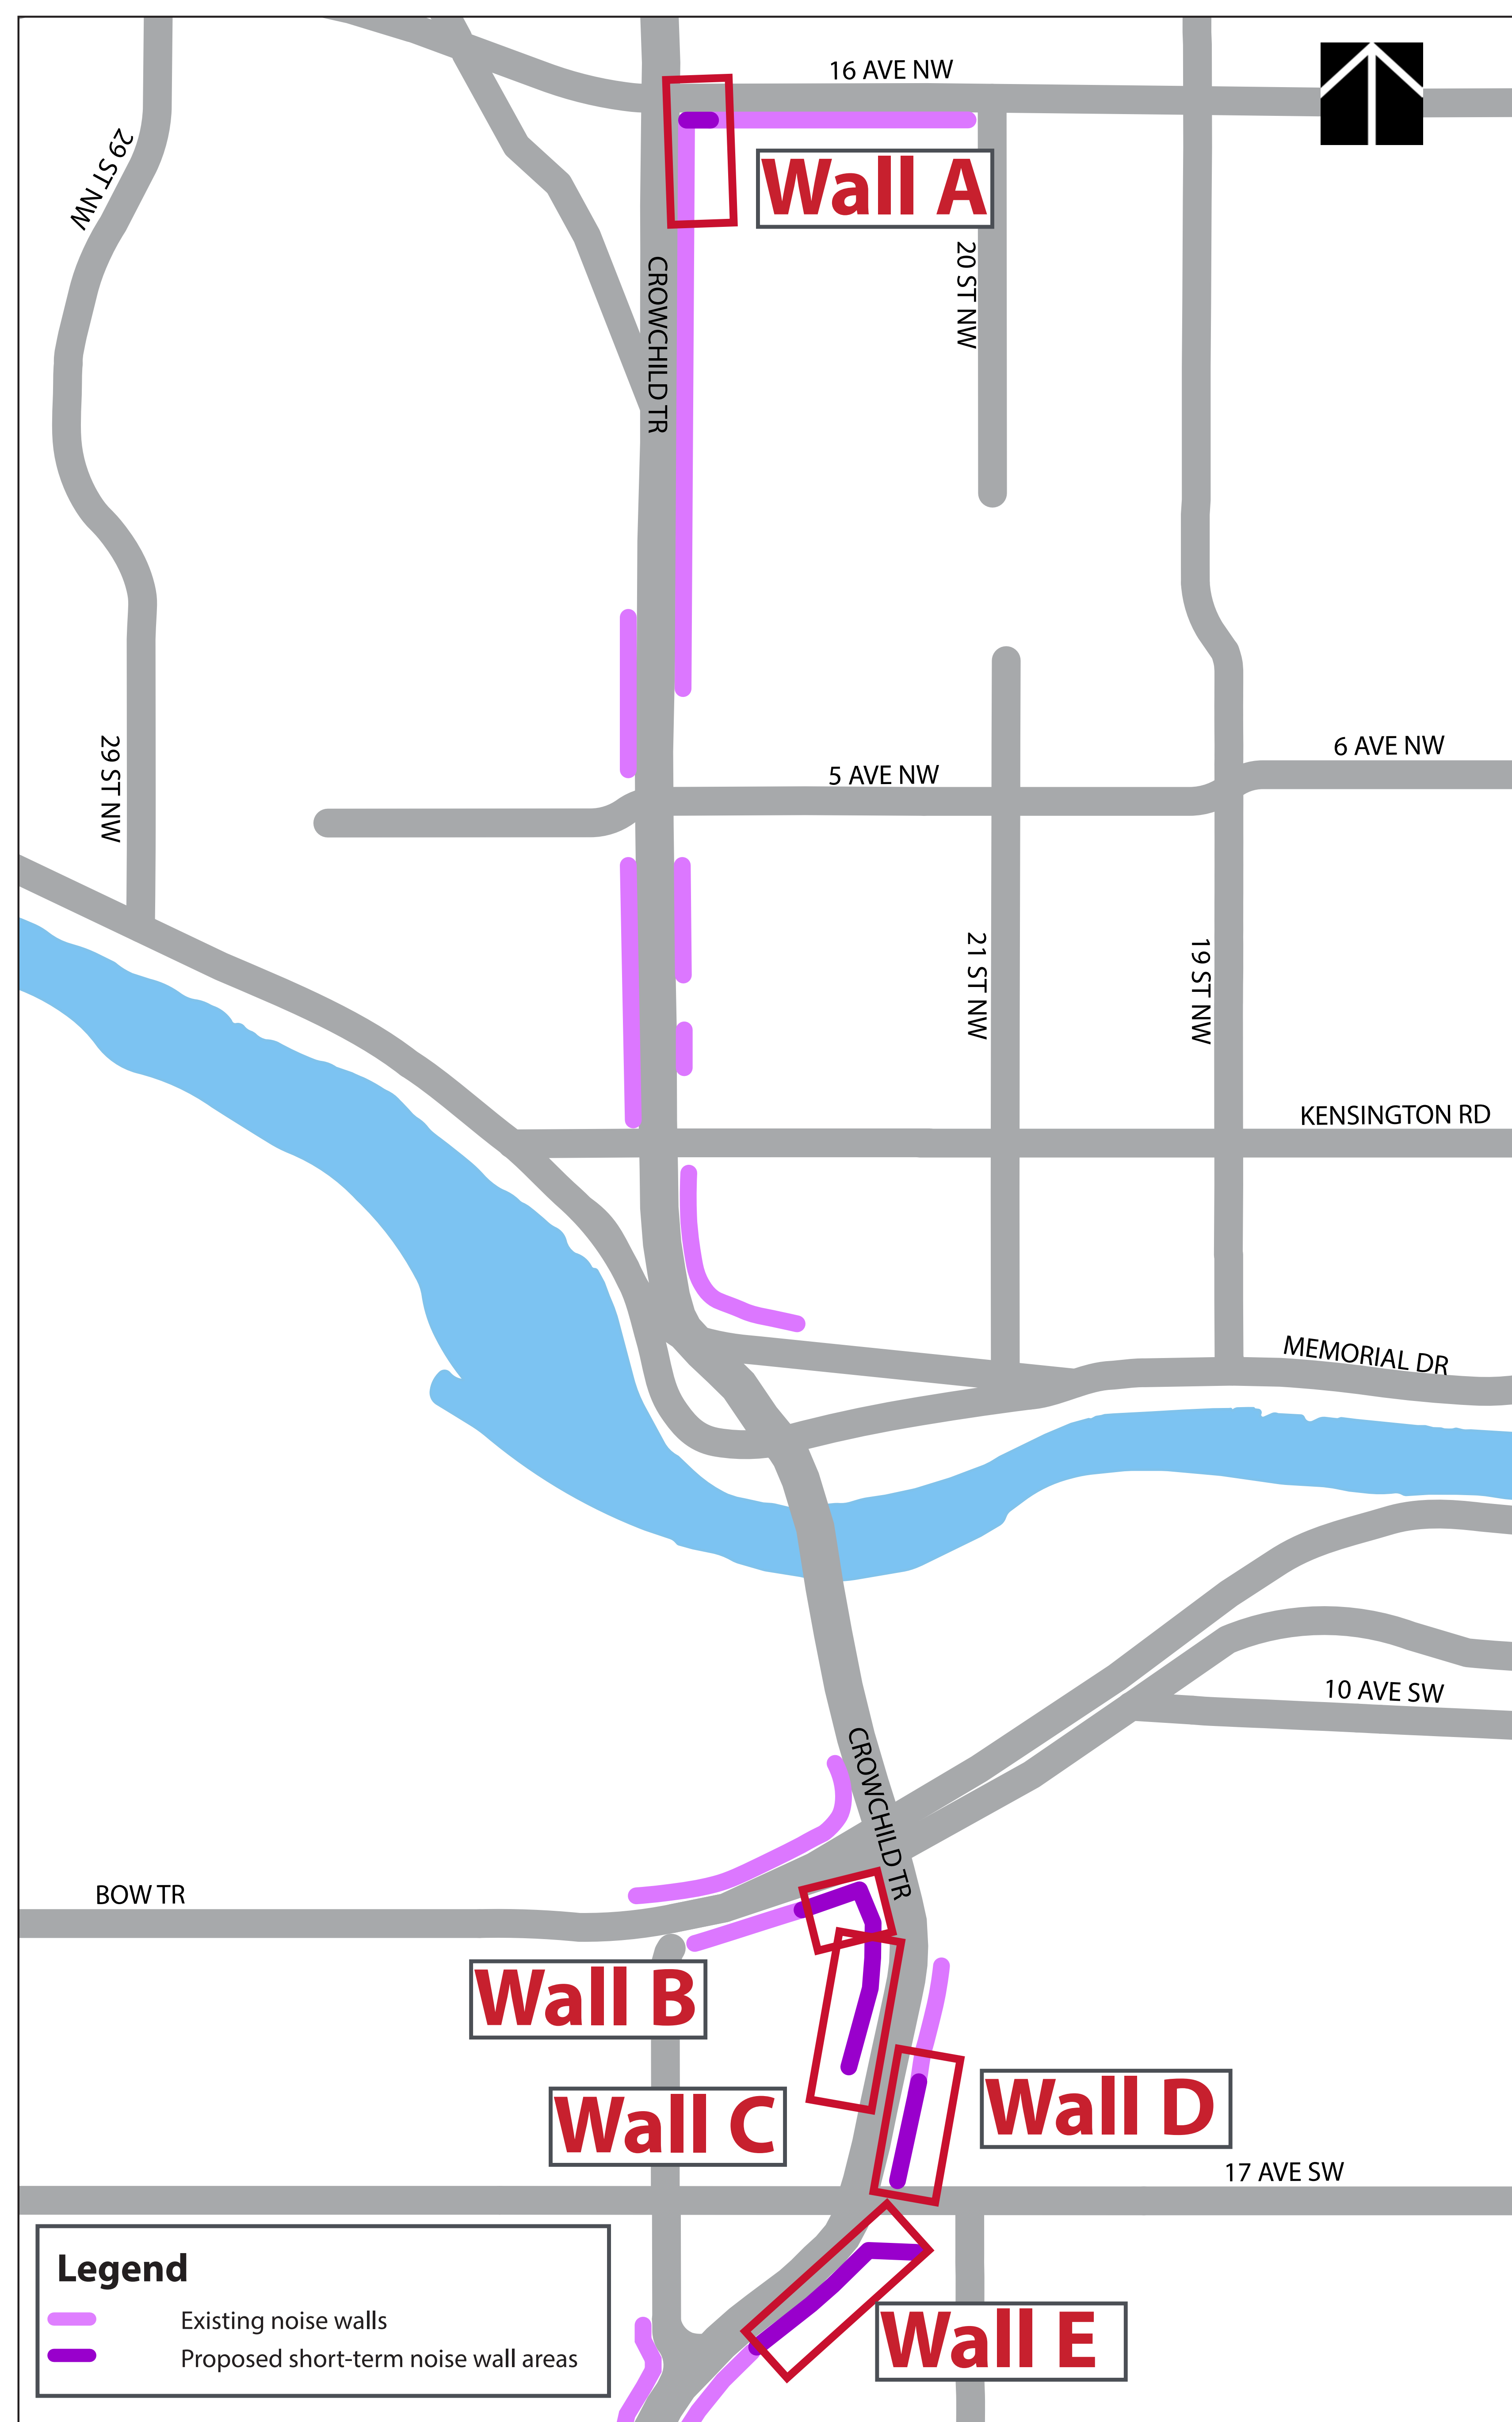 16 AVE NW
29 ST NW
Wall A
CROWCHILD TR
20 ST NW
29 ST NW
5 AVE NW
6 AVE NW
21 ST NW
19 ST NW
KENSINGTON RD
MEMORIAL DR
10 AVE SW
CROWCHILD TR
BOW TR
Wall B
Wall C
Wall D
17 AVE SW
Legend
Existing noise walls
Proposed short-term noise wall areas
Wall E